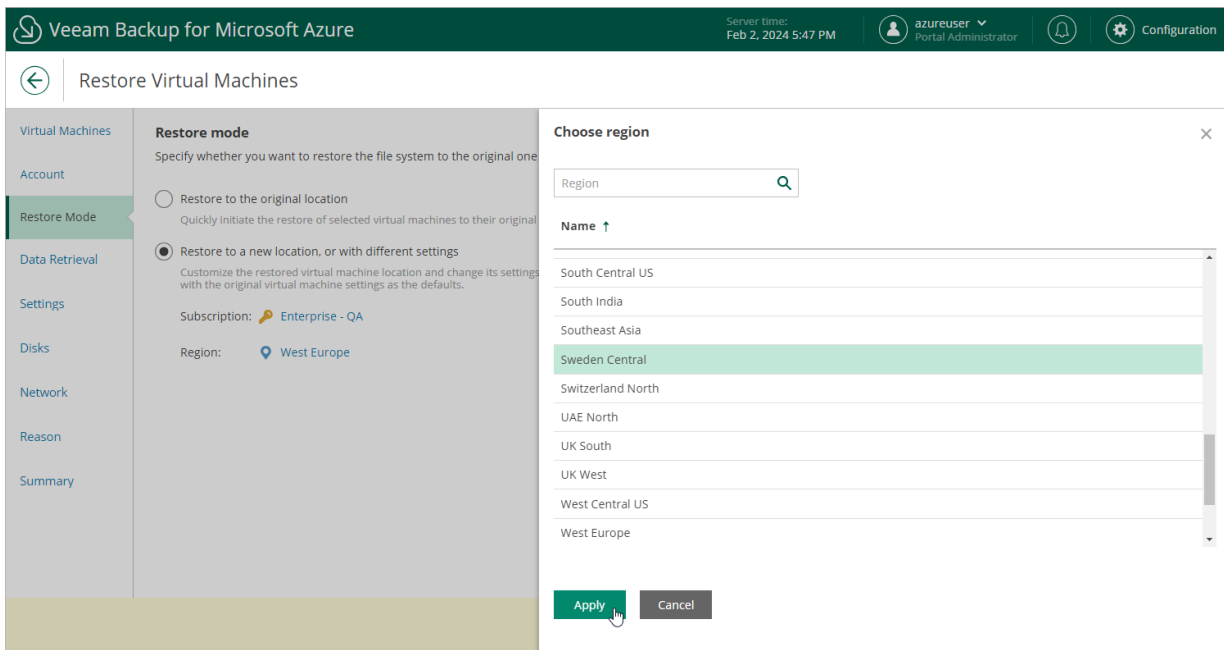 Veeam Backup for Microsoft Azure
Server time:
Feb 2, 2024 5:47 PM
azureuser
Portal Administrator
Configuration
Restore Virtual Machines
Virtual Machines
Account
Restore Mode
Data Retrieval
Settings
Disks
Network
Reason
Summary
Restore mode
Specify whether you want to restore the file system to the original one
Restore to the original location
Quickly initiate the restore of selected virtual machines to their original
Restore to a new location, or with different settings
Customize the restored virtual machine location and change its settings
with the original virtual machine settings as the defaults.
Subscription: Enterprise - QA
Region: West Europe
Choose region
Region
Name
South Central US
South India
Southeast Asia
Sweden Central
Switzerland North
UAE North
UK South
UK West
West Central US
West Europe
Apply
Cancel